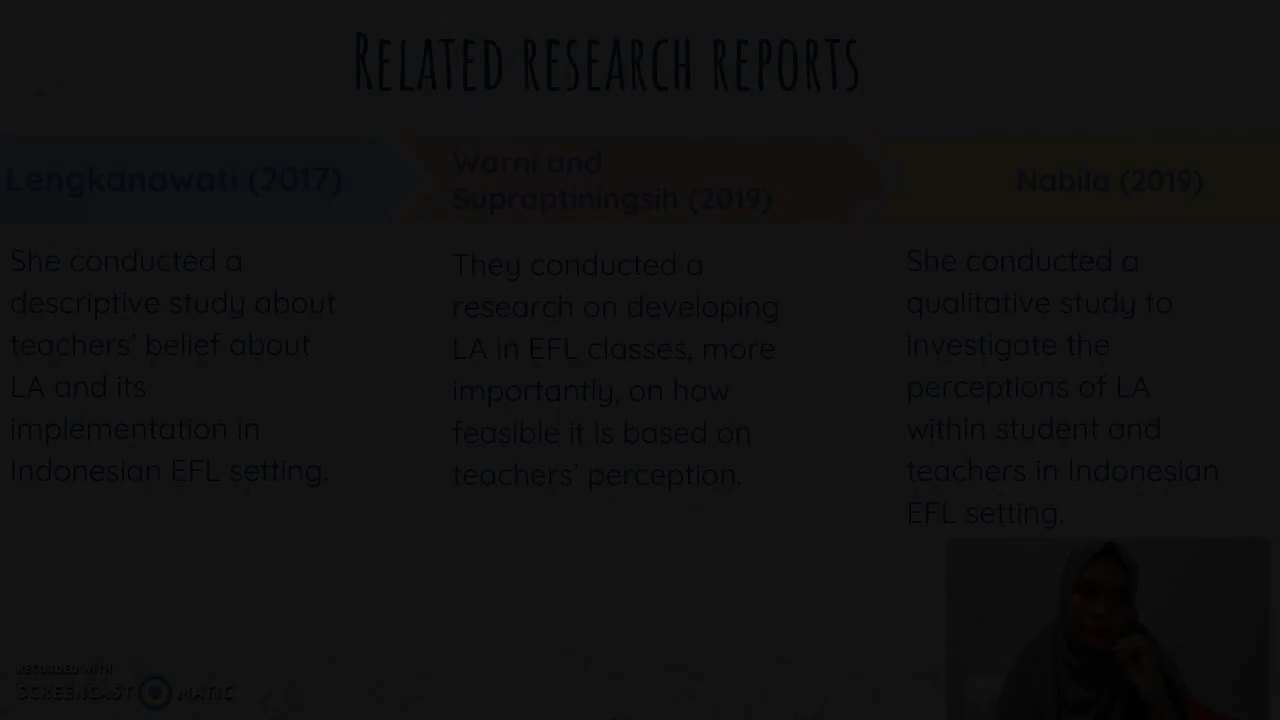 RELATED RESEARCH REPORTS
Lengkanawati (2017)
She conducted a
descriptive study about
teachers' belief about
LA and its
implementation in
Indonesian EFL setting.
Warni and
Supraptiningsih (2019)
They conducted a
research on developing
LA in EFL classes, more
importantly, on how
feasible it is based on
teachers' perception.
Nabila (2019)
She conducted a
qualitative study to
investigate the
perceptions of LA
within student and
teachers in Indonesian
EFL setting.
RECORDED WITH
SCREENCAST MATIC